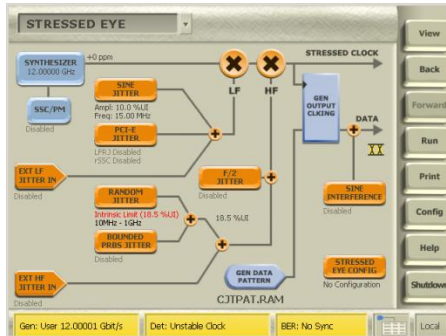 STRESSED EYE
View
Back
Forward
Run
Print
Config
Help
Shutdown
SYNTHESIZER
12.00000 GHz
+0 ppm
STRESSED CLOCK
SSC/PM
Disabled
SINE
JITTER
Ampl: 10.0 %UI
Freq: 15.00 MHz
LF
HF
GEN
OUTPUT
CLKING
DATA
PCI-E
JITTER
LPRJ Disabled
rSSC Disabled
EXT LF
JITTER IN
Disabled
F/2
JITTER
Disabled
SINE
INTERFERENCE
Disabled
RANDOM
JITTER
Intrinsic Limit (18.5 %UI)
10MHz - 1GHz
18.5 %UI
BOUNDED
PRBS JITTER
Disabled
EXT HF
JITTER IN
Disabled
GEN DATA
PATTERN
CJTPAT.RAM
STRESSED
EYE CONFIG
No Configuration
Gen: User 12.00001 Gbit/s
Det: Unstable Clock
BER: No Sync
Local